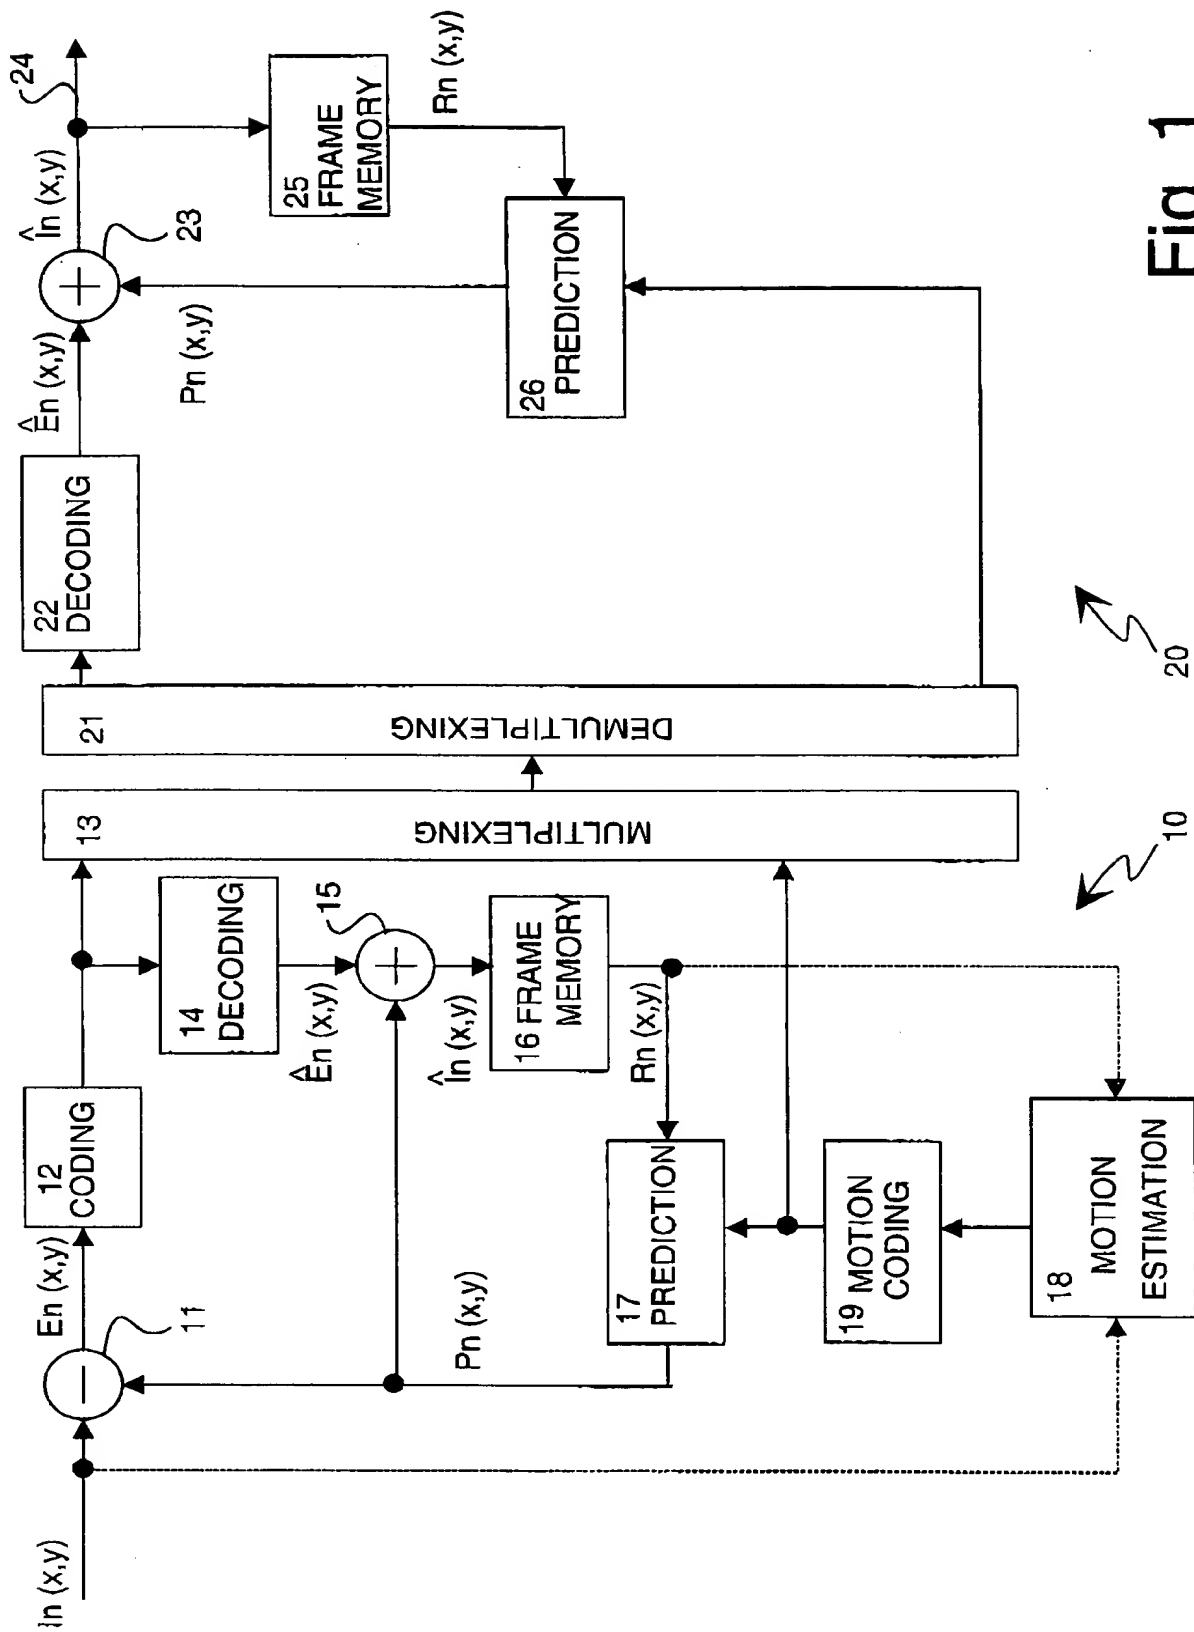 In (x,y)
En (x,y)
11
12
CODING
14
DECODING
Ên (x,y)
15
Pn (x,y)
În (x,y)
16 FRAME
MEMORY
Rn (x,y)
17
PREDICTION
19 MOTION
CODING
18
MOTION
ESTIMATION
10
13
MULTIPLEXING
21
DEMULTIPLEXING
20
22
DECODING
Ên (x,y)
23
În (x,y)
24
Pn (x,y)
25
FRAME
MEMORY
Rn (x,y)
26
PREDICTION
Fig. 1